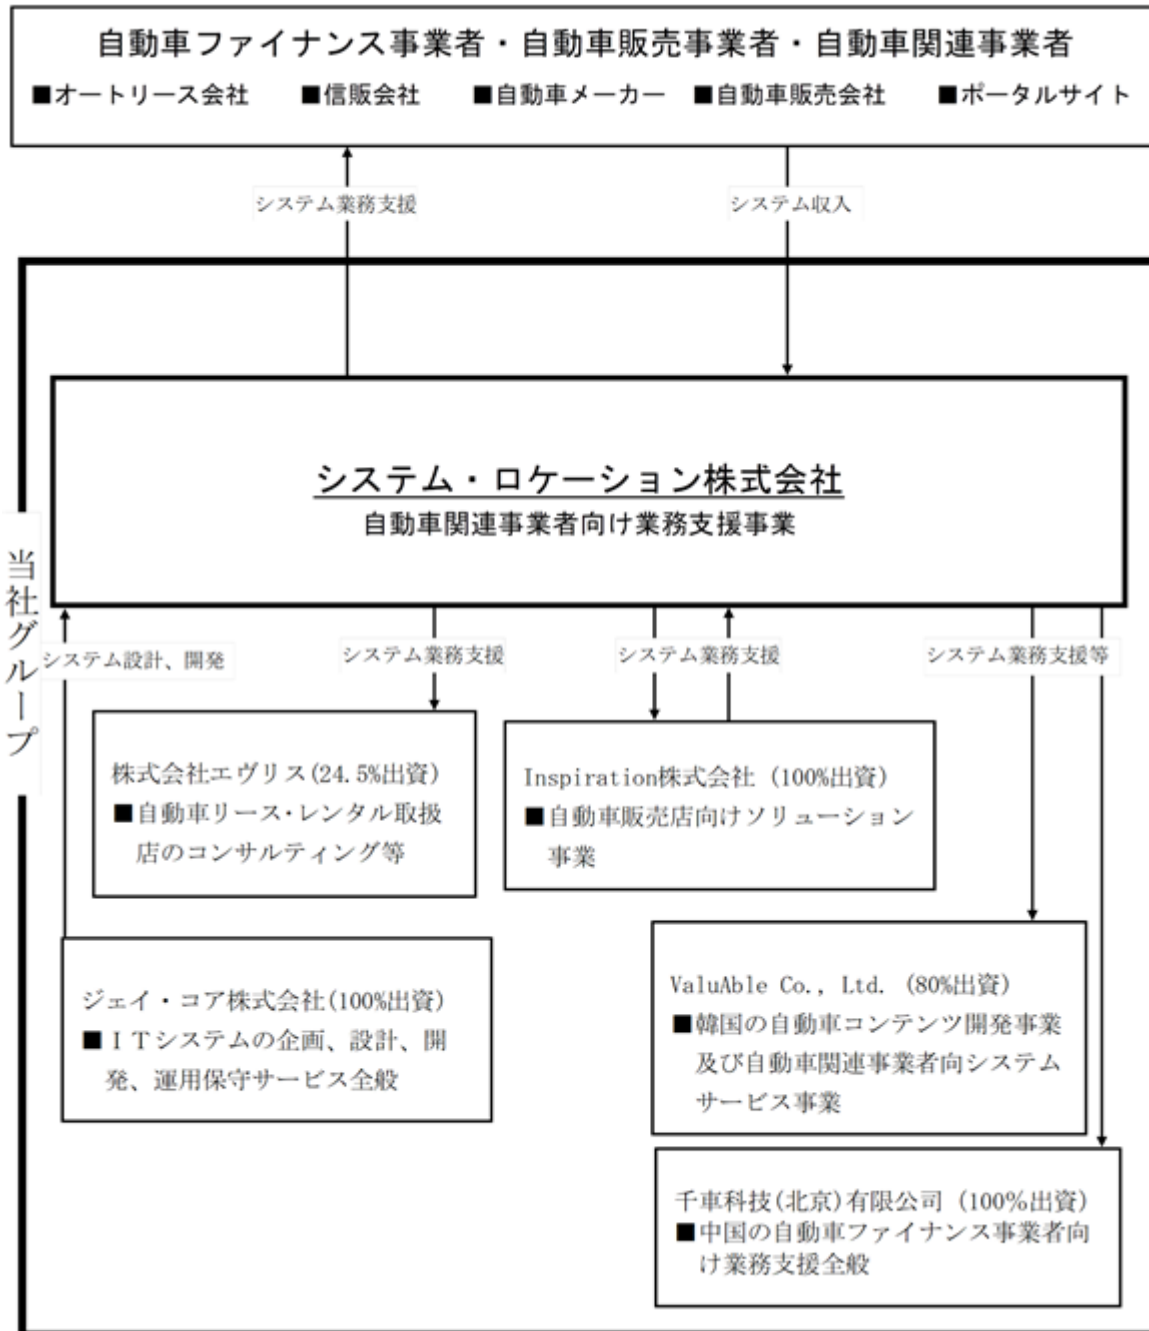 自動車ファイナンス事業者・自動車販売事業者・自動車関連事業者
■オートリース会社 ■信販会社 ■自動車メーカー ■自動車販売会社 ■ポータルサイト
システム業務支援
システム収入
システム・ロケーション株式会社
自動車関連事業者向け業務支援事業
当社グループ
システム設計、開発
システム業務支援
システム業務支援
システム業務支援等
株式会社エヴリス(24.5%出資)
■自動車リース・レンタル取扱
店のコンサルティング等
Inspiration株式会社 (100%出資)
■自動車販売店向けソリューション
事業
ジェイ・コア株式会社(100%出資)
■ＩＴシステムの企画、設計、開
発、運用保守サービス全般
ValuAble Co., Ltd. (80%出資)
■韓国の自動車コンテンツ開発事業
及び自動車関連事業者向システム
サービス事業
千車科技(北京)有限公司 (100%出資)
■中国の自動車ファイナンス事業者向
け業務支援全般